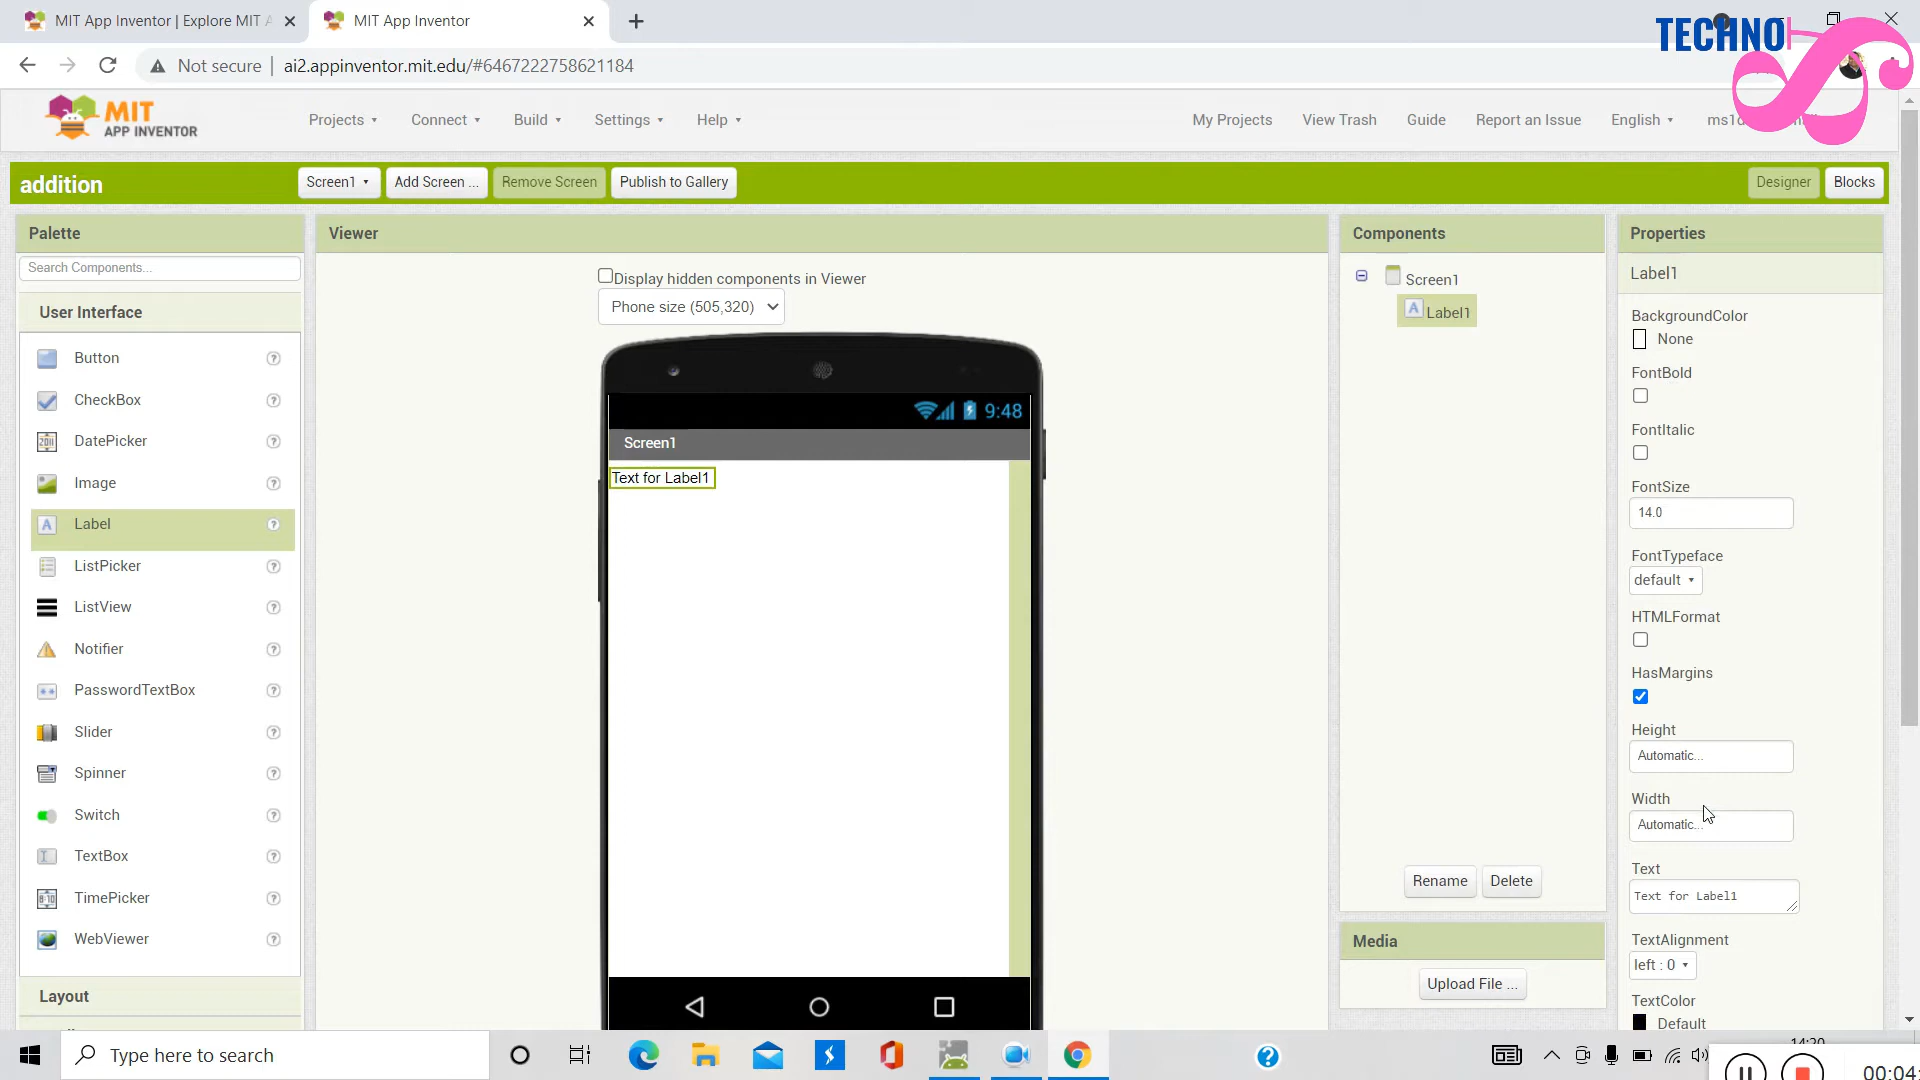 MIT App Inventor | Explore MIT A
MIT App Inventor
TECHNO
Not secure
ai2.appinventor.mit.edu/#6467222758621184
MIT
APP INVENTOR
Projects
Connect
Build
Settings
Help
My Projects
View Trash
Guide
Report an Issue
English
addition
Screen1
Add Screen ...
Remove Screen
Publish to Gallery
Designer
Blocks
Palette
Search Components...
User Interface
Button
CheckBox
DatePicker
Image
Label
ListPicker
ListView
Notifier
PasswordTextBox
Slider
Spinner
Switch
TextBox
TimePicker
WebViewer
Layout
Viewer
Display hidden components in Viewer
Phone size (505,320)
9:48
Screen1
Text for Label1
Components
Screen1
Label1
Rename
Delete
Media
Upload File ...
Properties
Label1
BackgroundColor
None
FontBold
FontItalic
FontSize
14.0
FontTypeface
default
HTMLFormat
HasMargins
Height
Automatic...
Width
Automatic...
Text
Text for Label1
TextAlignment
left : 0
TextColor
Default
Type here to search
14:20
00:04: